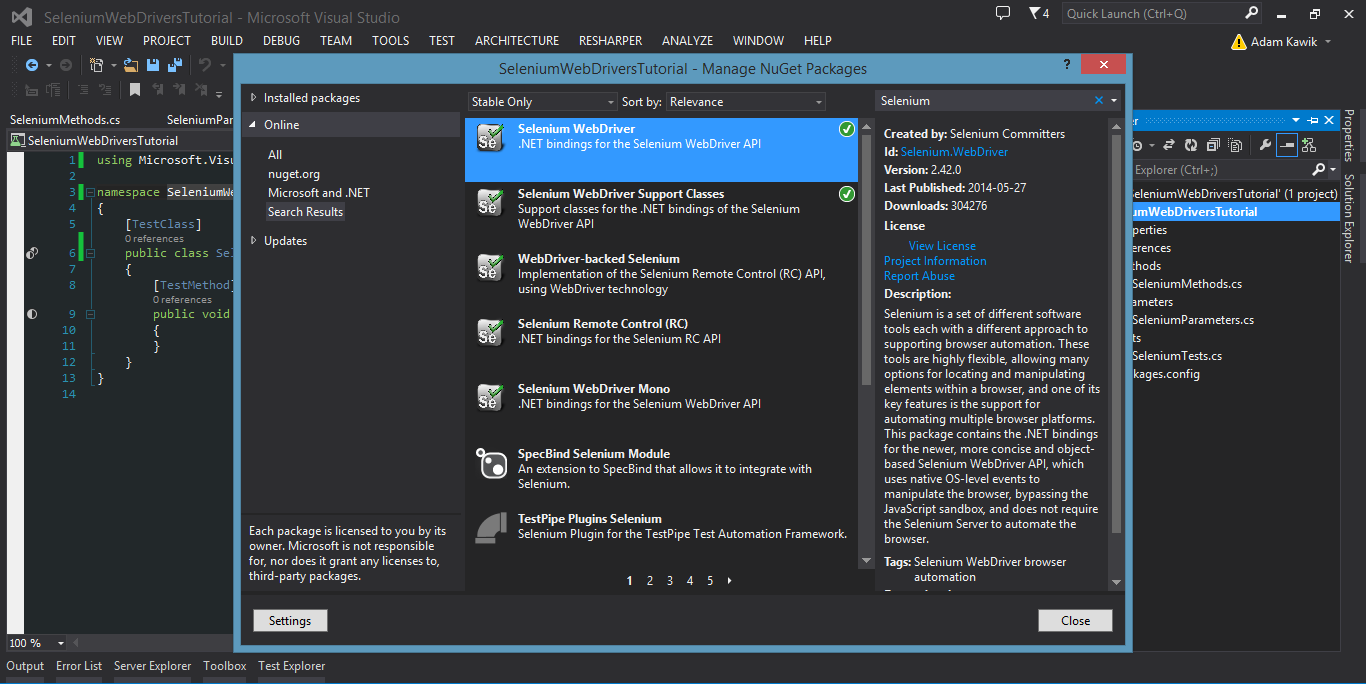 SeleniumWebDriversTutorial - Microsoft Visual Studio
4
Quick Launch (Ctrl+Q)
FILE EDIT VIEW PROJECT BUILD DEBUG TEAM TOOLS TEST ARCHITECTURE RESHARPER ANALYZE WINDOW HELP
Adam Kawik
SeleniumMethods.cs SeleniumPar
SeleniumWebDriversTutorial
1 using Microsoft.Visu
2
3 namespace SeleniumWe
4 {
5 [TestClass]
0 references
6 public class Sel
7 {
8 [TestMethod]
0 references
9 public void
10 {
11 }
12 }
13 }
14
100 %
Output Error List Server Explorer Toolbox Test Explorer
SeleniumWebDriversTutorial - Manage NuGet Packages
?
Installed packages
Online
All
nuget.org
Microsoft and .NET
Search Results
Updates
Each package is licensed to you by its
owner. Microsoft is not responsible
for, nor does it grant any licenses to,
third-party packages.
Settings
Stable Only Sort by: Relevance
Selenium WebDriver
.NET bindings for the Selenium WebDriver API
Selenium WebDriver Support Classes
Support classes for the .NET bindings of the Selenium
WebDriver API
WebDriver-backed Selenium
Implementation of the Selenium Remote Control (RC) API,
using WebDriver technology
Selenium Remote Control (RC)
.NET bindings for the Selenium RC API
Selenium WebDriver Mono
.NET bindings for the Selenium WebDriver API
SpecBind Selenium Module
An extension to SpecBind that allows it to integrate with
Selenium.
TestPipe Plugins Selenium
Selenium Plugin for the TestPipe Test Automation Framework.
1 2 3 4 5
Selenium
Created by: Selenium Committers
Id: Selenium.WebDriver
Version: 2.42.0
Last Published: 2014-05-27
Downloads: 304276
License
View License
Project Information
Report Abuse
Description:
Selenium is a set of different software
tools each with a different approach to
supporting browser automation. These
tools are highly flexible, allowing many
options for locating and manipulating
elements within a browser, and one of its
key features is the support for
automating multiple browser platforms.
This package contains the .NET bindings
for the newer, more concise and object-
based Selenium WebDriver API, which
uses native OS-level events to
manipulate the browser, bypassing the
JavaScript sandbox, and does not require
the Selenium Server to automate the
browser.
Tags: Selenium WebDriver browser
automation
Close
er
Explorer (Ctrl+;)
eleniumWebDriversTutorial' (1 project)
umWebDriversTutorial
perties
erences
hods
SeleniumMethods.cs
ameters
SeleniumParameters.cs
ts
SeleniumTests.cs
kages.config
Properties
Solution Explorer